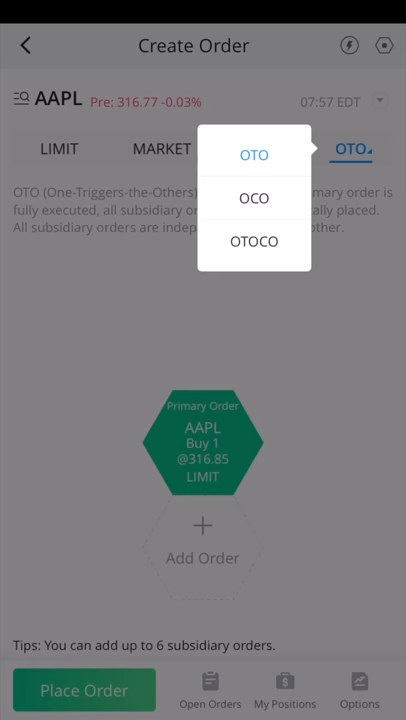 Create Order
AAPL Pre: 316.77 -0.03% 07:57 EDT
LIMIT MARKET OTO
OTO
OCO
OTOCO
OTO (One-Triggers-the-Others) mary order is
fully executed, all subsidiary or ally placed.
All subsidiary orders are indep other.
Primary Order
AAPL
Buy 1
@316.85
LIMIT
+
Add Order
Tips: You can add up to 6 subsidiary orders.
Place Order
Open Orders My Positions Options